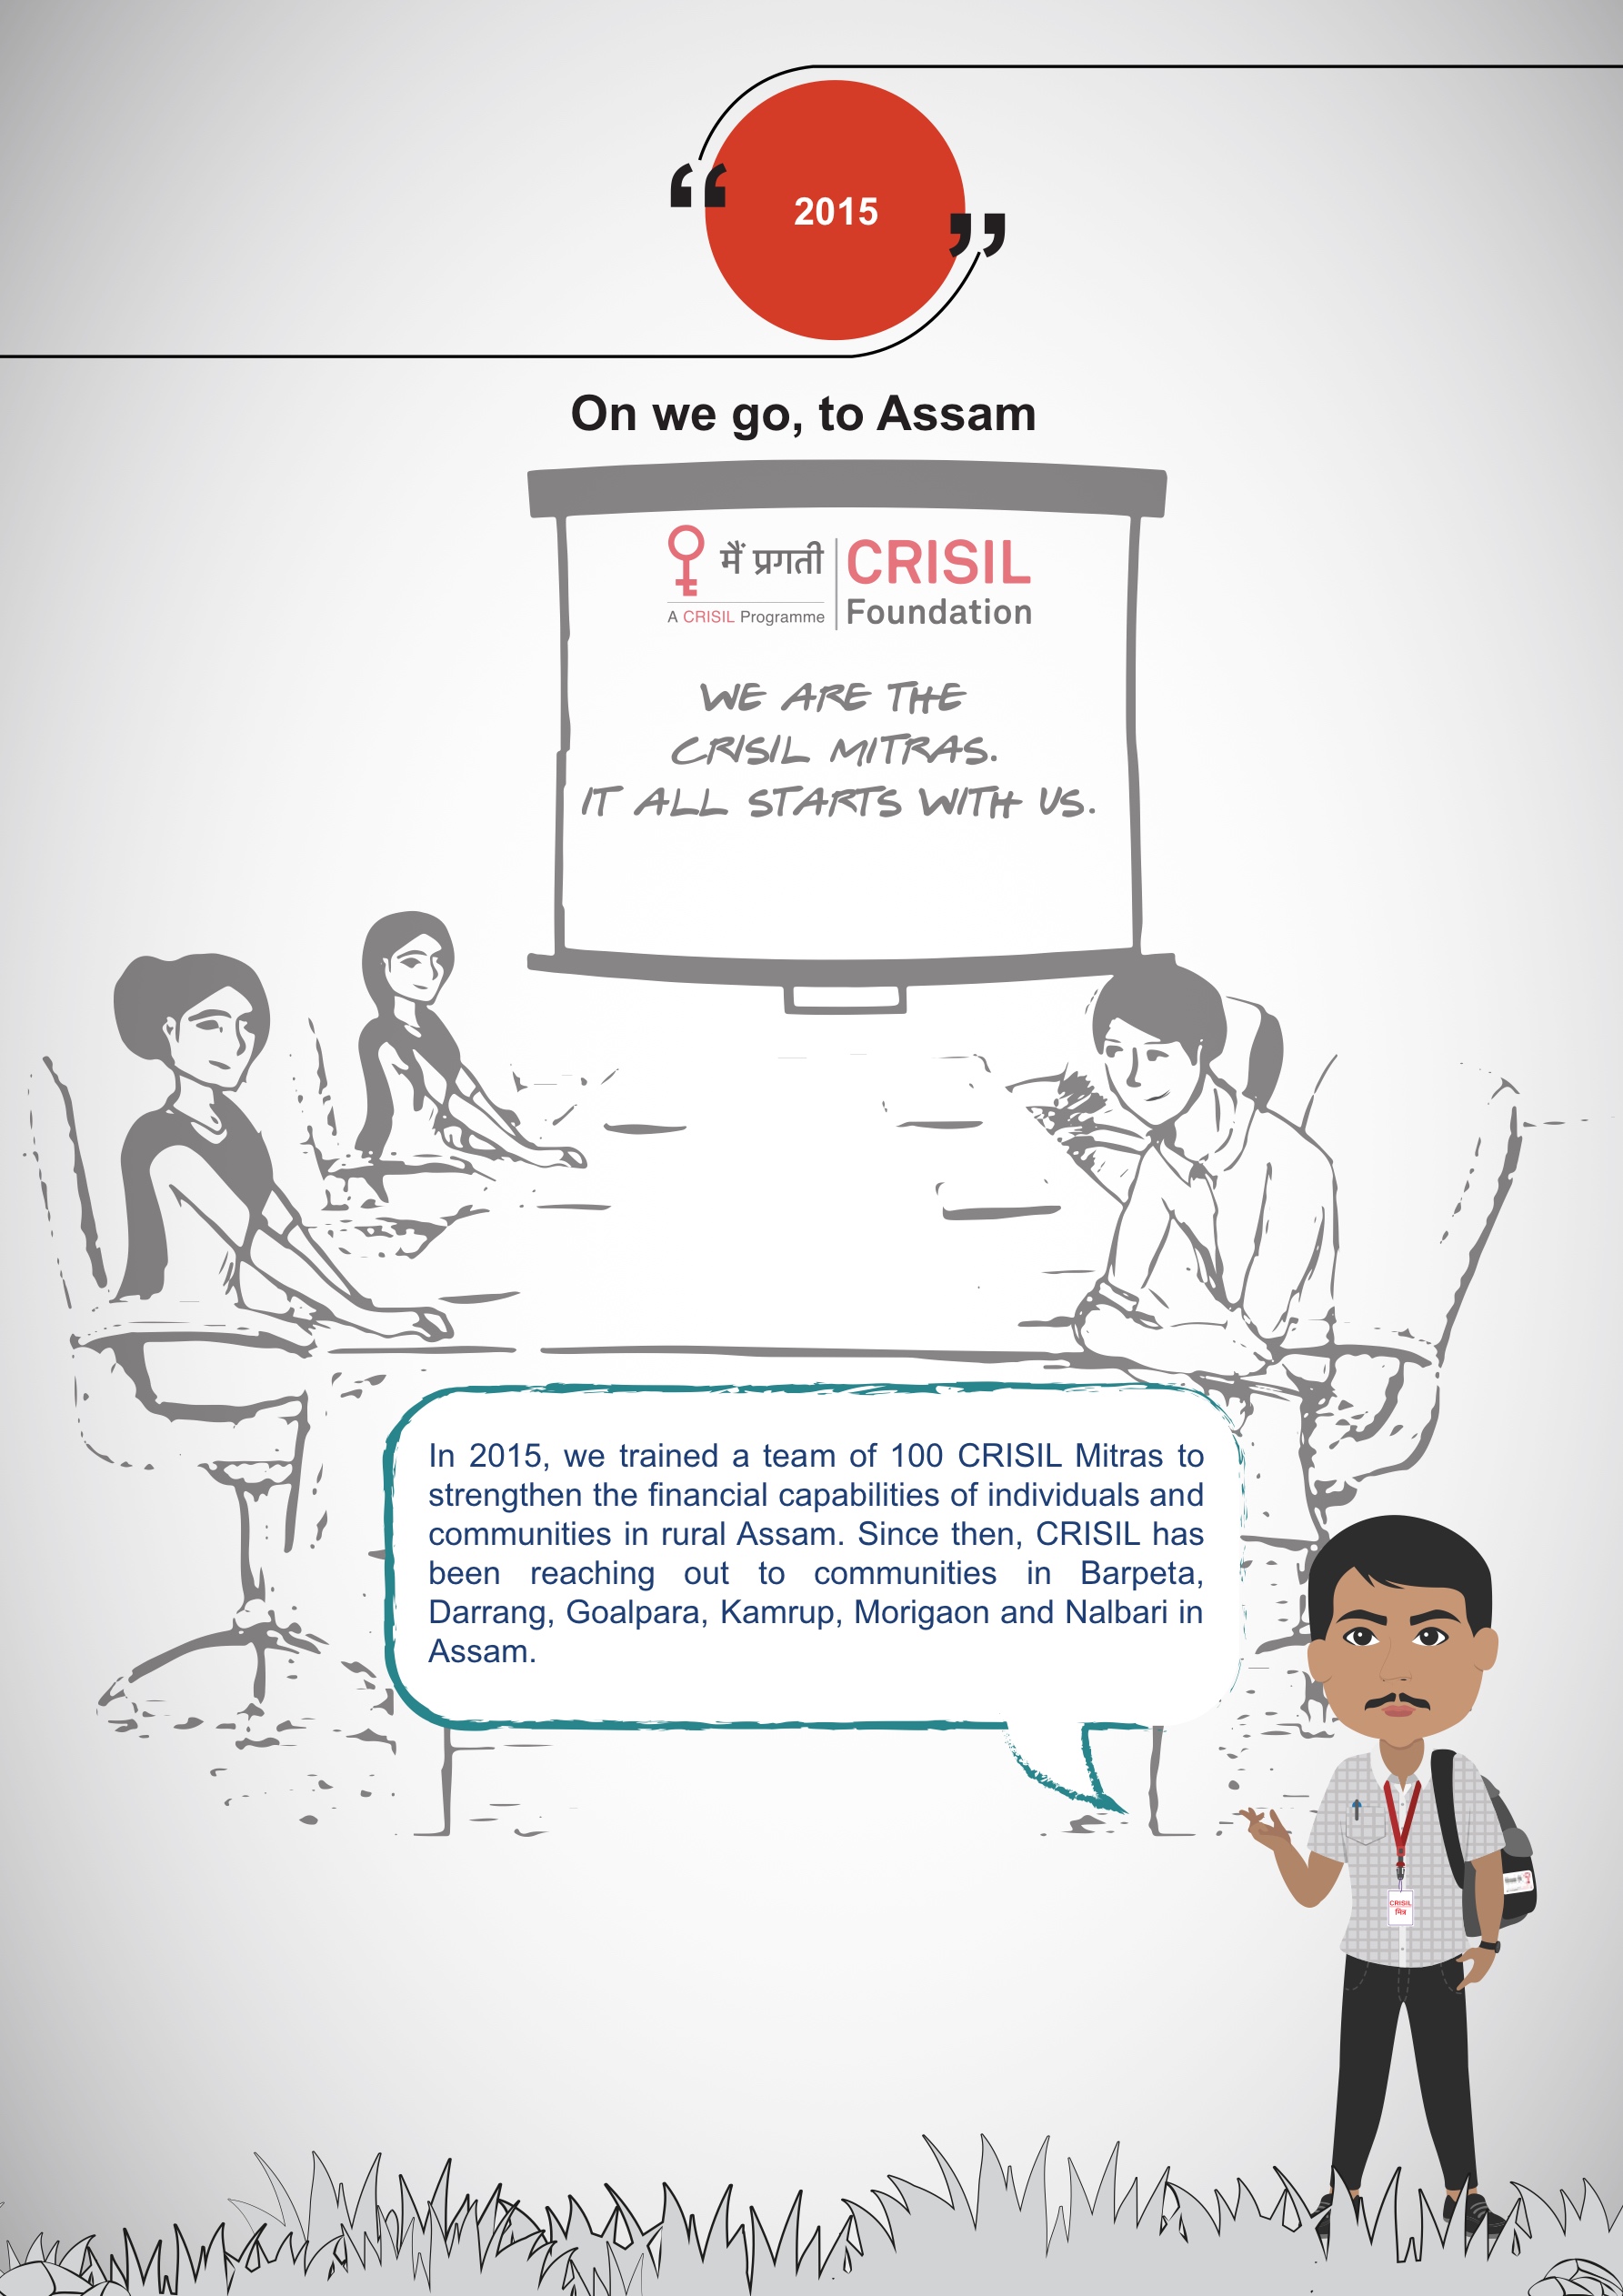 2015
On we go, to Assam
मैं प्रगती
A CRISIL Programme
CRISIL
Foundation
WE ARE THE
CRISIL MITRAS.
IT ALL STARTS WITH US.
In 2015, we trained a team of 100 CRISIL Mitras to
strengthen the financial capabilities of individuals and
communities in rural Assam. Since then, CRISIL has
been reaching out to communities in Barpeta,
Darrang, Goalpara, Kamrup, Morigaon and Nalbari in
Assam.
CRISIL
मित्र